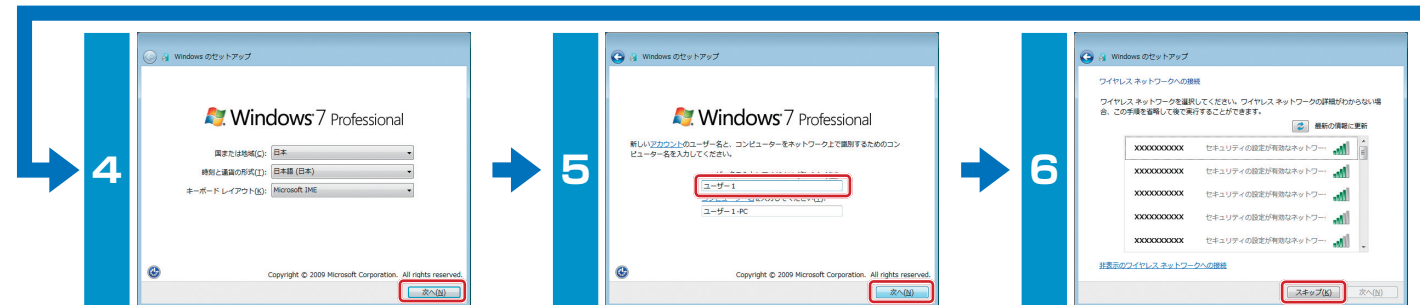 4
Windows のセットアップ
Windows 7 Professional
国または地域(C): 日本
時刻と通貨の形式(T): 日本語 (日本)
キーボード レイアウト(K): Microsoft IME
Copyright © 2009 Microsoft Corporation. All rights reserved.
次へ(N)
5
Windows のセットアップ
Windows 7 Professional
新しいアカウントのユーザー名と、コンピューターをネットワーク上で識別するためのコン
ピューター名を入力してください。
ユーザー1
コンピューター名を入力してください(T):
ユーザー1-PC
Copyright © 2009 Microsoft Corporation. All rights reserved.
次へ(N)
6
Windows のセットアップ
ワイヤレス ネットワークへの接続
ワイヤレス ネットワークを選択してください。ワイヤレス ネットワークの詳細がわからない場
合、この手順を省略して後で実行することができます。
最新の情報に更新
XXXXXXXXXX セキュリティの設定が有効なネットワー
XXXXXXXXXX セキュリティの設定が有効なネットワー
XXXXXXXXXX セキュリティの設定が有効なネットワー
XXXXXXXXXX セキュリティの設定が有効なネットワー
XXXXXXXXXX セキュリティの設定が有効なネットワー
非表示のワイヤレス ネットワークへの接続
スキップ(K) 次へ(N)